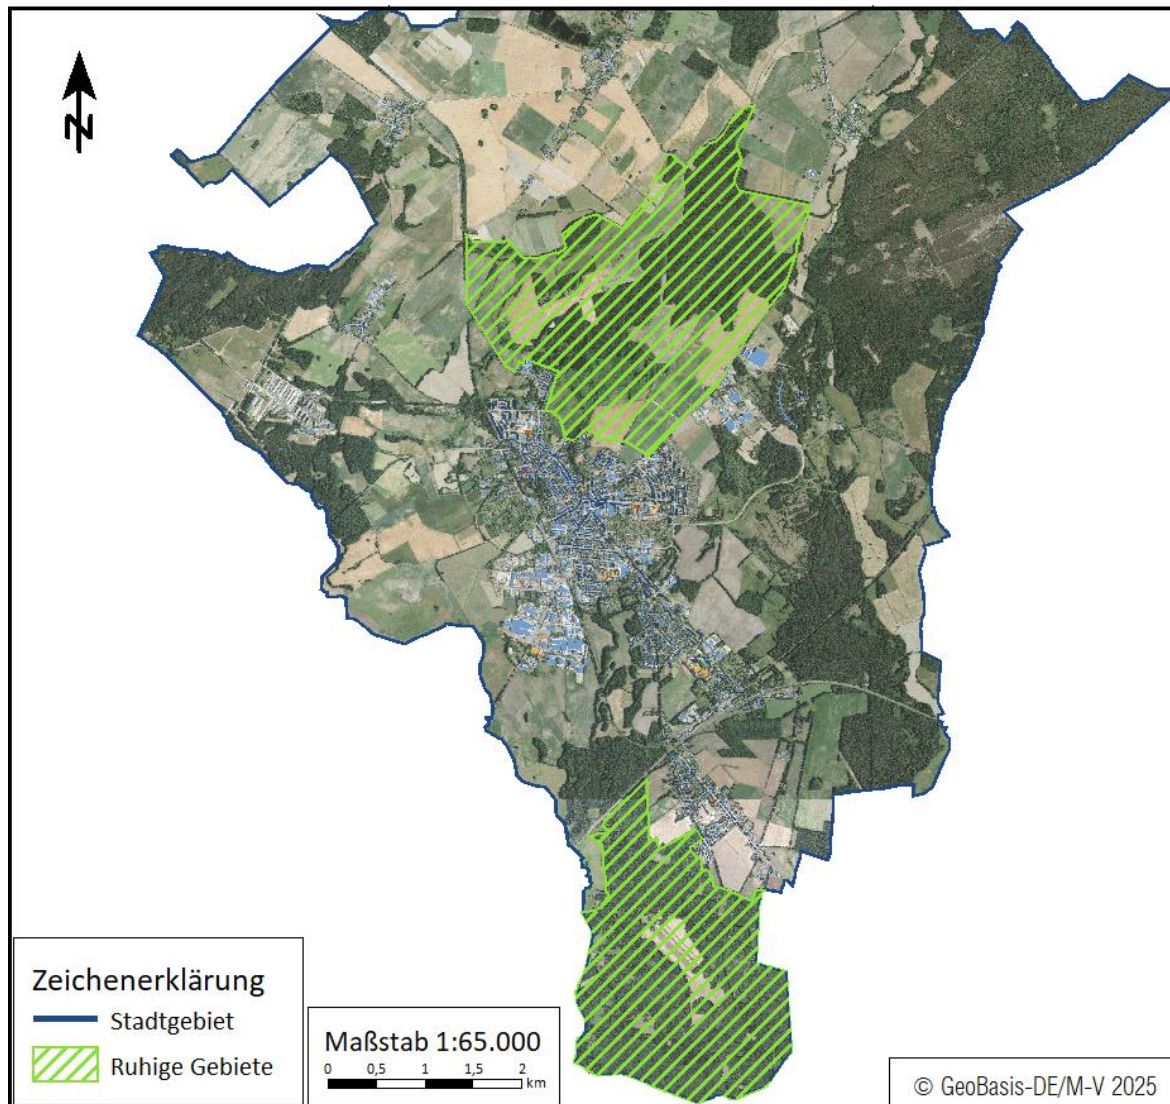 N
Zeichenerklärung
Stadtgebiet
Ruhige Gebiete
Maßstab 1:65.000
0 0,5 1 1,5 2
km
© GeoBasis-DE/M-V 2025